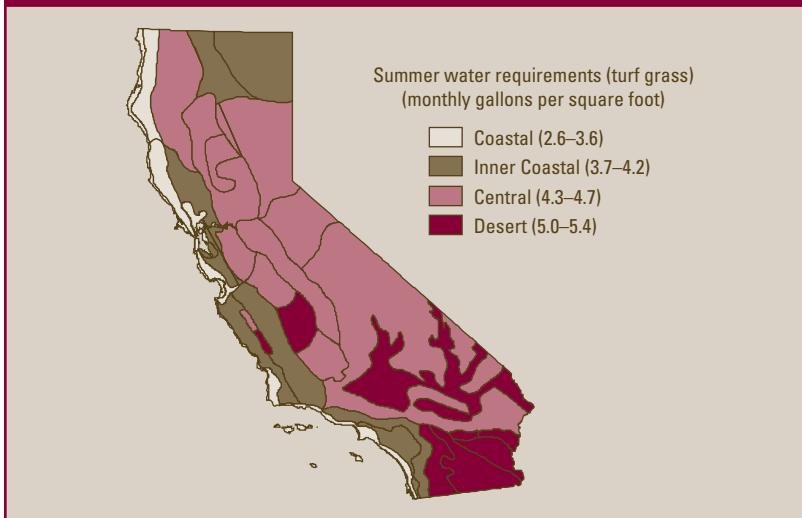 Summer water requirements (turf grass)
(monthly gallons per square foot)
Coastal (2.6–3.6)
Inner Coastal (3.7–4.2)
Central (4.3–4.7)
Desert (5.0–5.4)